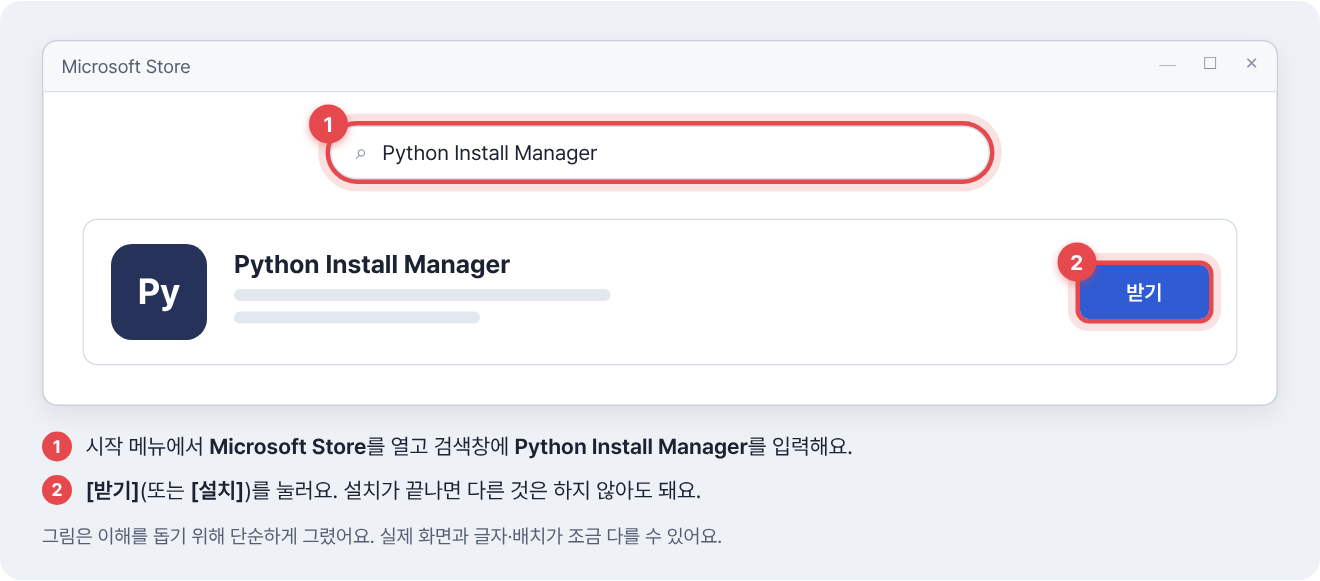 Microsoft Store
1
Python Install Manager
Py
Python Install Manager
2
받기
1 시작 메뉴에서 Microsoft Store를 열고 검색창에 Python Install Manager를 입력해요.
2 [받기](또는 [설치])를 눌러요. 설치가 끝나면 다른 것은 하지 않아도 돼요.
그림은 이해를 돕기 위해 단순하게 그렸어요. 실제 화면과 글자·배치가 조금 다를 수 있어요.